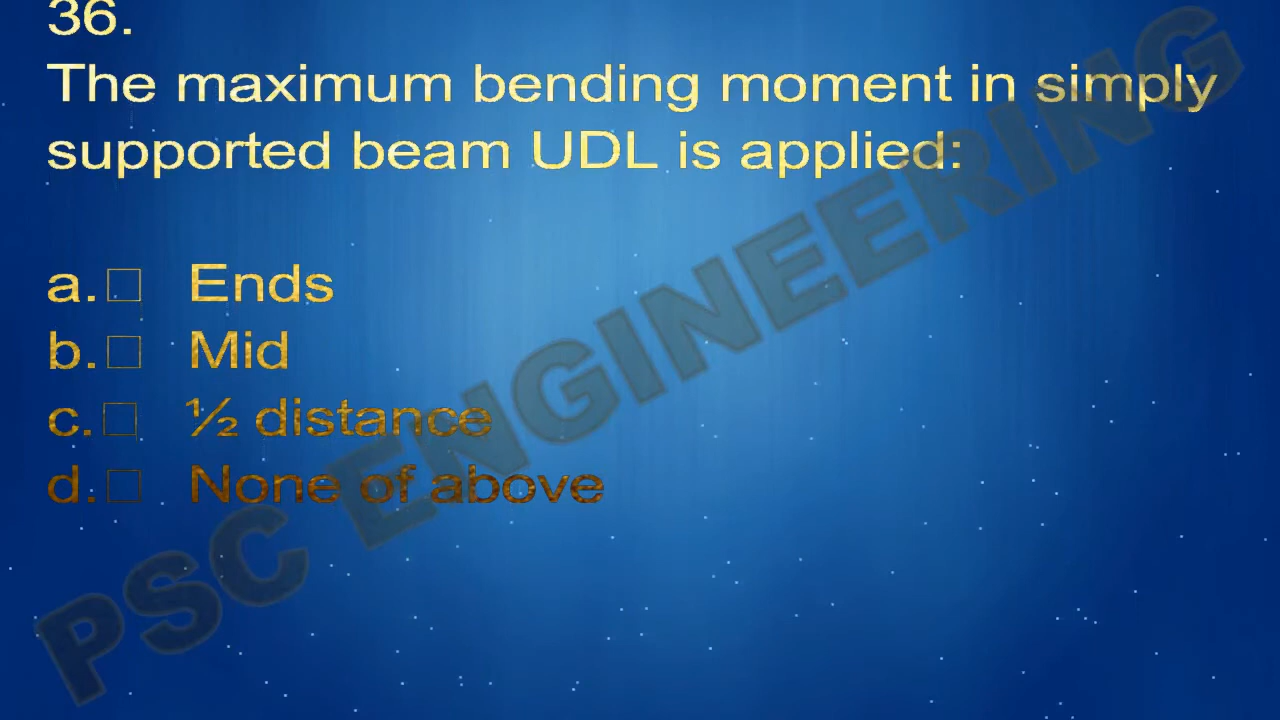 36.
The maximum bending moment in simply
supported beam UDL is applied:
a.□ Ends
b.□ Mid
c.□ ½ distance
d.□ None of above
PSC ENGINEERING